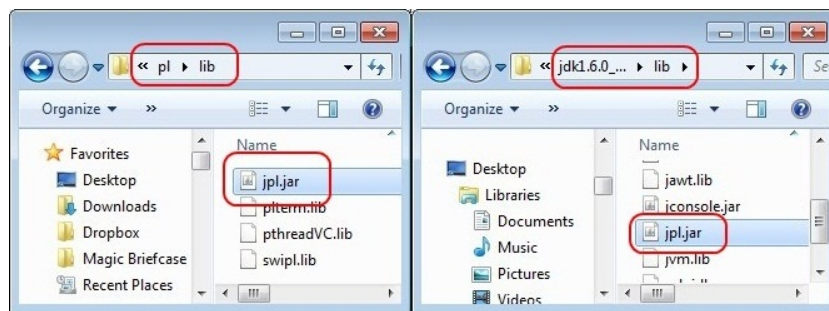 « pl ▸ lib
Organize ▾ »
Favorites
Desktop
Downloads
Dropbox
Magic Briefcase
Recent Places
Name
jpl.jar
plterm.lib
pthreadVC.lib
swipl.lib
« jdk1.6.0_... ▸ lib ▸
Se
Organize ▾ »
Desktop
Libraries
Documents
Music
Pictures
Videos
Name
jawt.lib
jconsole.jar
jpl.jar
jvm.lib